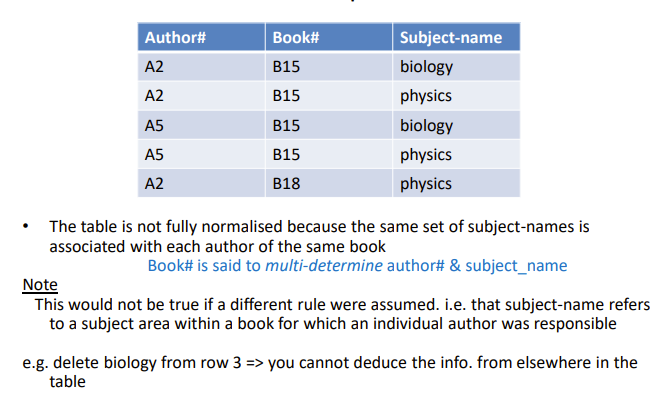 Author# Book# Subject-name
A2 B15 biology
A2 B15 physics
A5 B15 biology
A5 B15 physics
A2 B18 physics
• The table is not fully normalised because the same set of subject-names is
associated with each author of the same book
Book# is said to multi-determine author# & subject_name
Note
This would not be true if a different rule were assumed. i.e. that subject-name refers
to a subject area within a book for which an individual author was responsible
e.g. delete biology from row 3 => you cannot deduce the info. from elsewhere in the
table